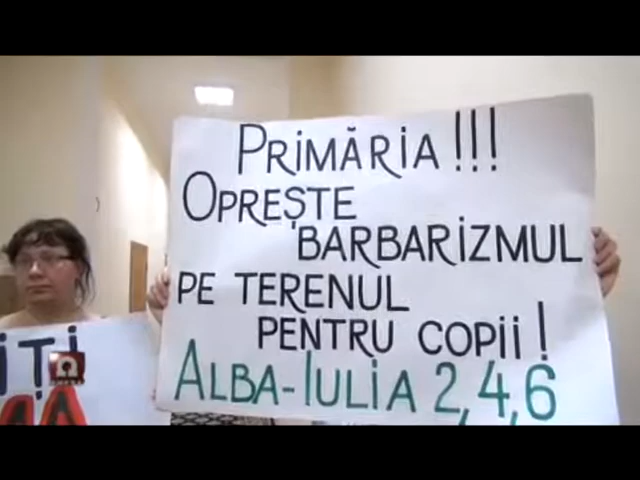 PRIMĂRIA !!!
OPREȘTE
BARBARIZMUL
PE TERENUL
PENTRU COPII !
ALBA-IULIA 2,4,6